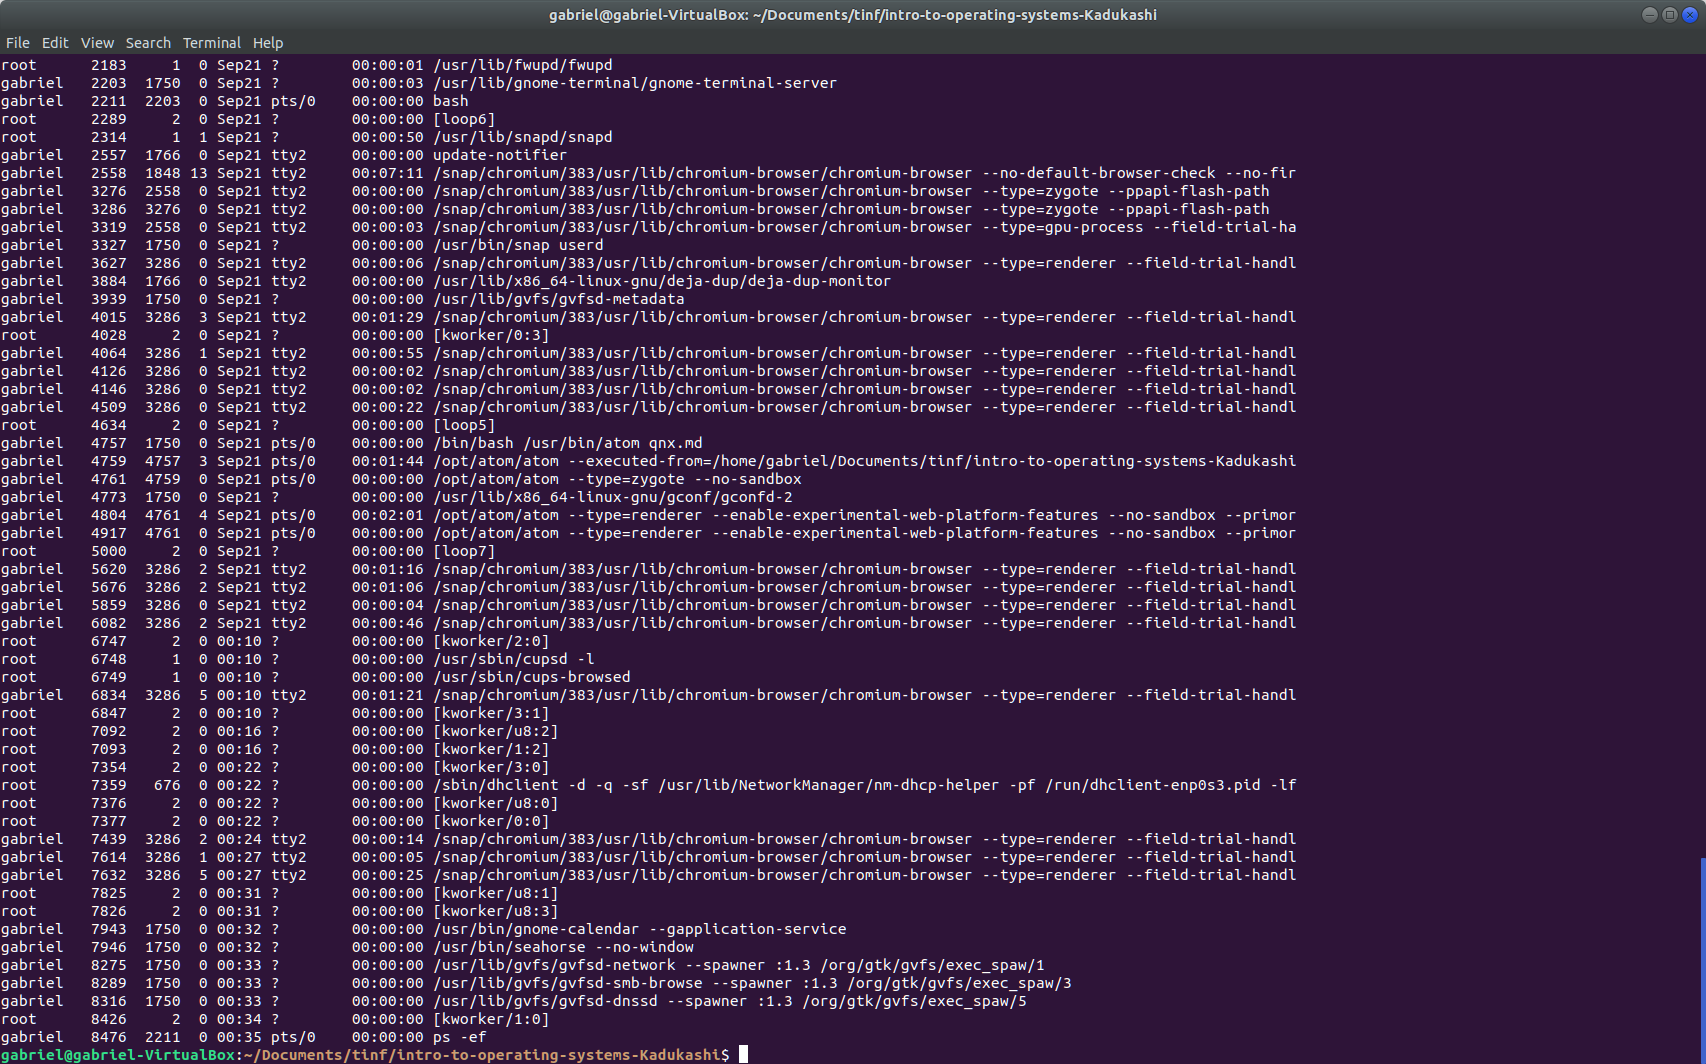 gabriel@gabriel-VirtualBox: ~/Documents/tinf/intro-to-operating-systems-Kadukashi
File Edit View Search Terminal Help
root      2183     1  0 Sep21 ?        00:00:01 /usr/lib/fwupd/fwupd
gabriel   2203  1750  0 Sep21 ?        00:00:03 /usr/lib/gnome-terminal/gnome-terminal-server
gabriel   2211  2203  0 Sep21 pts/0    00:00:00 bash
root      2289     2  0 Sep21 ?        00:00:00 [loop6]
root      2314     1  1 Sep21 ?        00:00:50 /usr/lib/snapd/snapd
gabriel   2557  1766  0 Sep21 tty2     00:00:00 update-notifier
gabriel   2558  1848 13 Sep21 tty2     00:07:11 /snap/chromium/383/usr/lib/chromium-browser/chromium-browser --no-default-browser-check --no-fir
gabriel   3276  2558  0 Sep21 tty2     00:00:00 /snap/chromium/383/usr/lib/chromium-browser/chromium-browser --type=zygote --ppapi-flash-path
gabriel   3286  3276  0 Sep21 tty2     00:00:00 /snap/chromium/383/usr/lib/chromium-browser/chromium-browser --type=zygote --ppapi-flash-path
gabriel   3319  2558  0 Sep21 tty2     00:00:03 /snap/chromium/383/usr/lib/chromium-browser/chromium-browser --type=gpu-process --field-trial-ha
gabriel   3327  1750  0 Sep21 ?        00:00:00 /usr/bin/snap userd
gabriel   3627  3286  0 Sep21 tty2     00:00:06 /snap/chromium/383/usr/lib/chromium-browser/chromium-browser --type=renderer --field-trial-handl
gabriel   3884  1766  0 Sep21 tty2     00:00:00 /usr/lib/x86_64-linux-gnu/deja-dup/deja-dup-monitor
gabriel   3939  1750  0 Sep21 ?        00:00:00 /usr/lib/gvfs/gvfsd-metadata
gabriel   4015  3286  3 Sep21 tty2     00:01:29 /snap/chromium/383/usr/lib/chromium-browser/chromium-browser --type=renderer --field-trial-handl
root      4028     2  0 Sep21 ?        00:00:00 [kworker/0:3]
gabriel   4064  3286  1 Sep21 tty2     00:00:55 /snap/chromium/383/usr/lib/chromium-browser/chromium-browser --type=renderer --field-trial-handl
gabriel   4126  3286  0 Sep21 tty2     00:00:02 /snap/chromium/383/usr/lib/chromium-browser/chromium-browser --type=renderer --field-trial-handl
gabriel   4146  3286  0 Sep21 tty2     00:00:02 /snap/chromium/383/usr/lib/chromium-browser/chromium-browser --type=renderer --field-trial-handl
gabriel   4509  3286  0 Sep21 tty2     00:00:22 /snap/chromium/383/usr/lib/chromium-browser/chromium-browser --type=renderer --field-trial-handl
root      4634     2  0 Sep21 ?        00:00:00 [loop5]
gabriel   4757  1750  0 Sep21 pts/0    00:00:00 /bin/bash /usr/bin/atom qnx.md
gabriel   4759  4757  3 Sep21 pts/0    00:01:44 /opt/atom/atom --executed-from=/home/gabriel/Documents/tinf/intro-to-operating-systems-Kadukashi
gabriel   4761  4759  0 Sep21 pts/0    00:00:00 /opt/atom/atom --type=zygote --no-sandbox
gabriel   4773  1750  0 Sep21 ?        00:00:00 /usr/lib/x86_64-linux-gnu/gconf/gconfd-2
gabriel   4804  4761  4 Sep21 pts/0    00:02:01 /opt/atom/atom --type=renderer --enable-experimental-web-platform-features --no-sandbox --primor
gabriel   4917  4761  0 Sep21 pts/0    00:00:00 /opt/atom/atom --type=renderer --enable-experimental-web-platform-features --no-sandbox --primor
root      5000     2  0 Sep21 ?        00:00:00 [loop7]
gabriel   5620  3286  2 Sep21 tty2     00:01:16 /snap/chromium/383/usr/lib/chromium-browser/chromium-browser --type=renderer --field-trial-handl
gabriel   5676  3286  2 Sep21 tty2     00:01:06 /snap/chromium/383/usr/lib/chromium-browser/chromium-browser --type=renderer --field-trial-handl
gabriel   5859  3286  0 Sep21 tty2     00:00:04 /snap/chromium/383/usr/lib/chromium-browser/chromium-browser --type=renderer --field-trial-handl
gabriel   6082  3286  2 Sep21 tty2     00:00:46 /snap/chromium/383/usr/lib/chromium-browser/chromium-browser --type=renderer --field-trial-handl
root      6747     2  0 00:10 ?        00:00:00 [kworker/2:0]
root      6748     1  0 00:10 ?        00:00:00 /usr/sbin/cupsd -l
root      6749     1  0 00:10 ?        00:00:00 /usr/sbin/cups-browsed
gabriel   6834  3286  5 00:10 tty2     00:01:21 /snap/chromium/383/usr/lib/chromium-browser/chromium-browser --type=renderer --field-trial-handl
root      6847     2  0 00:10 ?        00:00:00 [kworker/3:1]
root      7092     2  0 00:16 ?        00:00:00 [kworker/u8:2]
root      7093     2  0 00:16 ?        00:00:00 [kworker/1:2]
root      7354     2  0 00:22 ?        00:00:00 [kworker/3:0]
root      7359   676  0 00:22 ?        00:00:00 /sbin/dhclient -d -q -sf /usr/lib/NetworkManager/nm-dhcp-helper -pf /run/dhclient-enp0s3.pid -lf
root      7376     2  0 00:22 ?        00:00:00 [kworker/u8:0]
root      7377     2  0 00:22 ?        00:00:00 [kworker/0:0]
gabriel   7439  3286  2 00:24 tty2     00:00:14 /snap/chromium/383/usr/lib/chromium-browser/chromium-browser --type=renderer --field-trial-handl
gabriel   7614  3286  1 00:27 tty2     00:00:05 /snap/chromium/383/usr/lib/chromium-browser/chromium-browser --type=renderer --field-trial-handl
gabriel   7632  3286  5 00:27 tty2     00:00:25 /snap/chromium/383/usr/lib/chromium-browser/chromium-browser --type=renderer --field-trial-handl
root      7825     2  0 00:31 ?        00:00:00 [kworker/u8:1]
root      7826     2  0 00:31 ?        00:00:00 [kworker/u8:3]
gabriel   7943  1750  0 00:32 ?        00:00:00 /usr/bin/gnome-calendar --gapplication-service
gabriel   7946  1750  0 00:32 ?        00:00:00 /usr/bin/seahorse --no-window
gabriel   8275  1750  0 00:33 ?        00:00:00 /usr/lib/gvfs/gvfsd-network --spawner :1.3 /org/gtk/gvfs/exec_spaw/1
gabriel   8289  1750  0 00:33 ?        00:00:00 /usr/lib/gvfs/gvfsd-smb-browse --spawner :1.3 /org/gtk/gvfs/exec_spaw/3
gabriel   8316  1750  0 00:33 ?        00:00:00 /usr/lib/gvfs/gvfsd-dnssd --spawner :1.3 /org/gtk/gvfs/exec_spaw/5
root      8426     2  0 00:34 ?        00:00:00 [kworker/1:0]
gabriel   8476  2211  0 00:35 pts/0    00:00:00 ps -ef
gabriel@gabriel-VirtualBox:~/Documents/tinf/intro-to-operating-systems-Kadukashi$